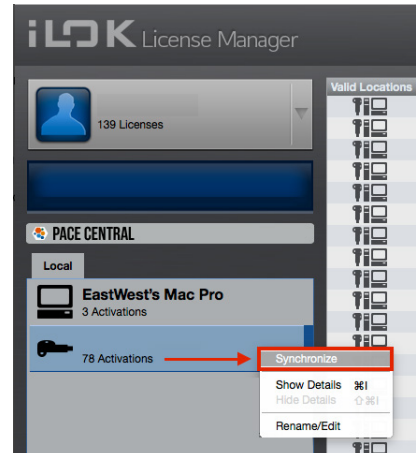 iLOK License Manager
139 Licenses
Valid Locations
PACE CENTRAL
Local
EastWest's Mac Pro
3 Activations
78 Activations
Synchronize
Show Details ⌘I
Hide Details ⇧⌘I
Rename/Edit